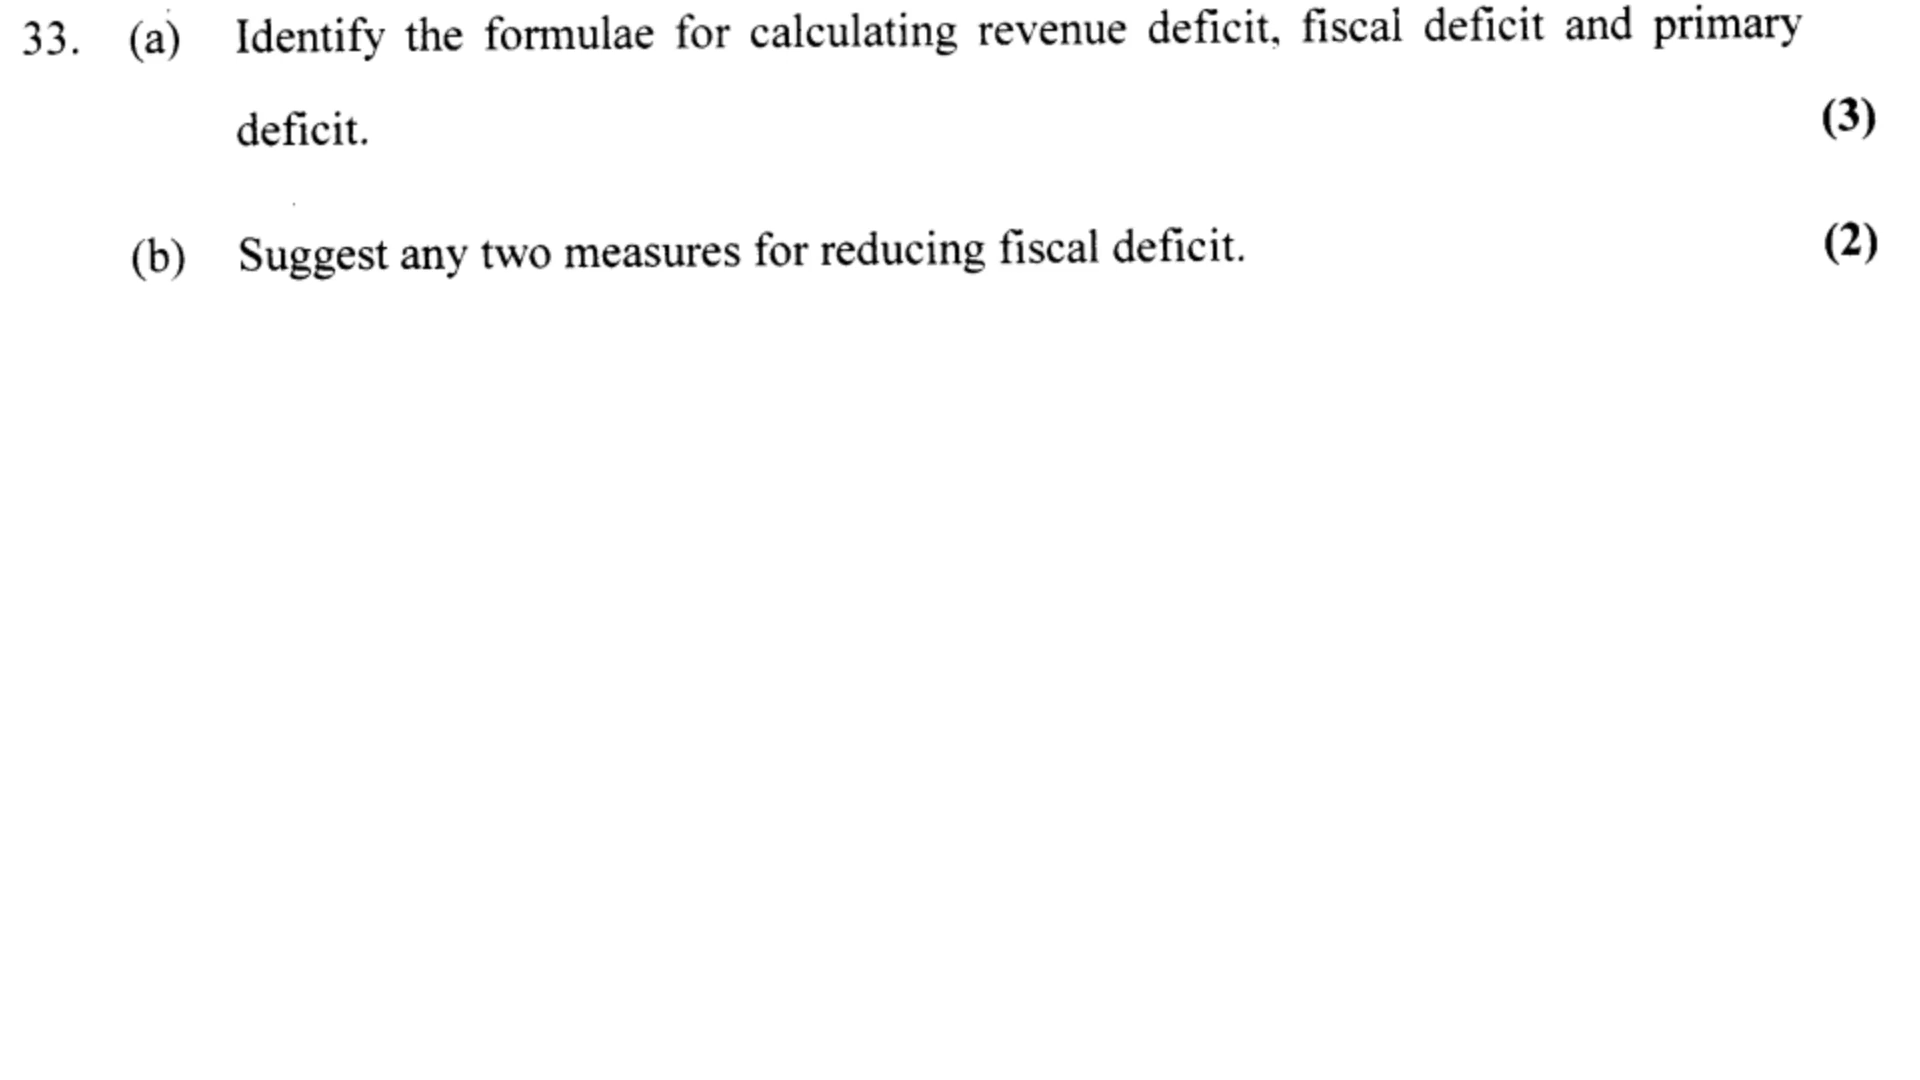 33. (a) Identify the formulae for calculating revenue deficit, fiscal deficit and primary
deficit. (3)
(b) Suggest any two measures for reducing fiscal deficit. (2)